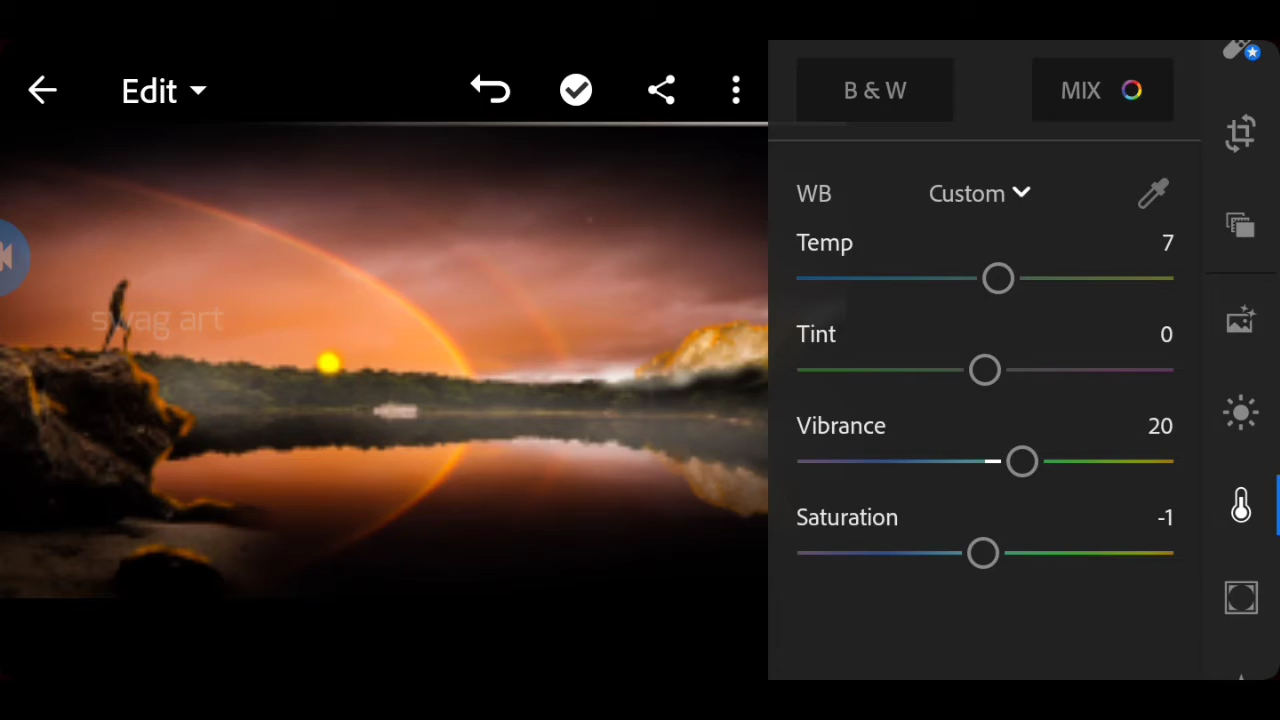 Edit
B & W
MIX
WB
Custom
Temp
7
Tint
0
Vibrance
20
Saturation
-1
swag art